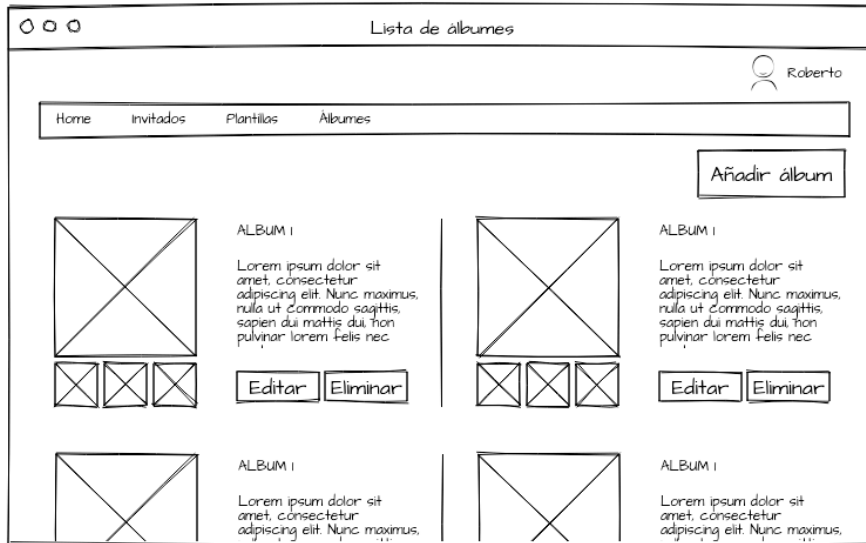 Lista de álbumes
Roberto
Home Invitados Plantillas Álbumes
Añadir álbum
ALBUM 1
Lorem ipsum dolor sit
amet, consectetur
adipiscing elit. Nunc maximus,
nulla ut commodo sagittis,
sapien dui mattis dui, non
pulvinar lorem felis nec
Editar Eliminar
ALBUM 1
Lorem ipsum dolor sit
amet, consectetur
adipiscing elit. Nunc maximus,
nulla ut commodo sagittis,
sapien dui mattis dui, non
pulvinar lorem felis nec
Editar Eliminar
ALBUM 1
Lorem ipsum dolor sit
amet, consectetur
adipiscing elit. Nunc maximus,
ALBUM 1
Lorem ipsum dolor sit
amet, consectetur
adipiscing elit. Nunc maximus,